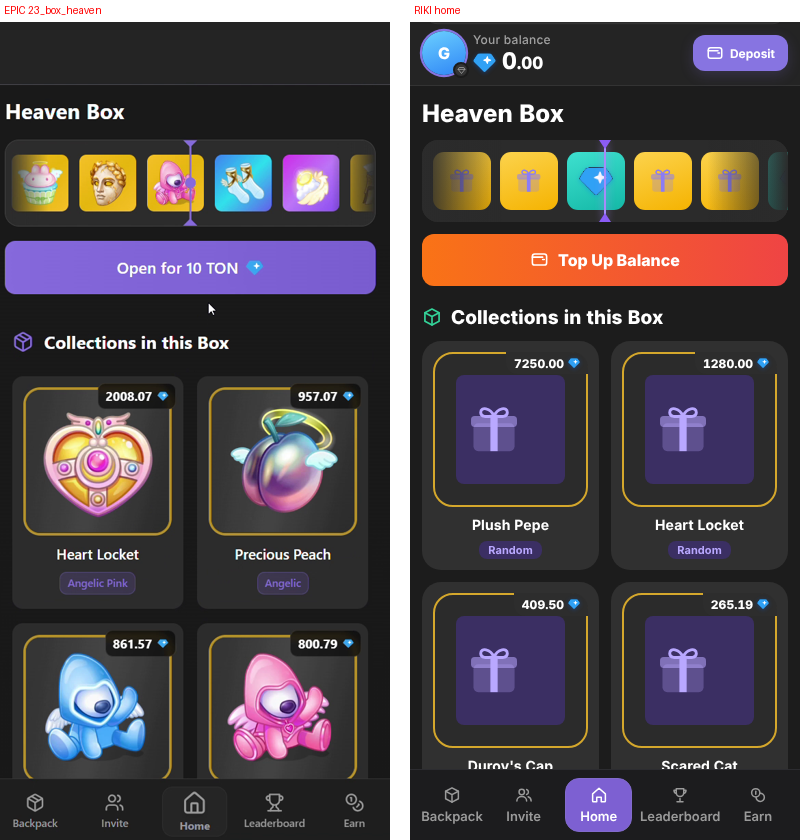 EPIC 23_box_heaven
Heaven Box
Open for 10 TON
Collections in this Box
2008.07
957.07
Heart Locket
Precious Peach
Angelic Pink
Angelic
861.57
800.79
Backpack
Invite
Home
Leaderboard
Earn
RIKI home
G
Your balance
0.00
Deposit
Heaven Box
Top Up Balance
Collections in this Box
7250.00
1280.00
Plush Pepe
Heart Locket
Random
Random
409.50
265.19
Durov's Cap
Scared Cat
Backpack
Invite
Home
Leaderboard
Earn